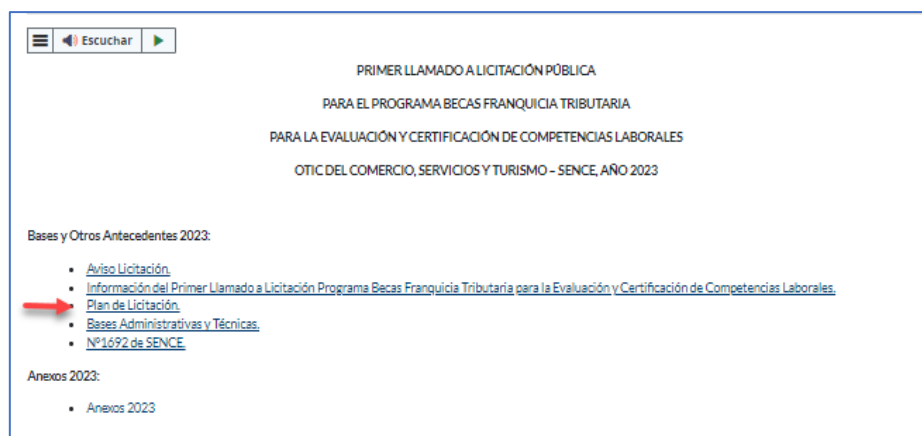 Escuchar
PRIMER LLAMADO A LICITACIÓN PÚBLICA
PARA EL PROGRAMA BECAS FRANQUICIA TRIBUTARIA
PARA LA EVALUACIÓN Y CERTIFICACIÓN DE COMPETENCIAS LABORALES
OTIC DEL COMERCIO, SERVICIOS Y TURISMO – SENCE, AÑO 2023
Bases y Otros Antecedentes 2023:
Aviso Licitación.
Información del Primer Llamado a Licitación Programa Becas Franquicia Tributaria para la Evaluación y Certificación de Competencias Laborales.
Plan de Licitación.
Bases Administrativas y Técnicas.
Nº1692 de SENCE.
Anexos 2023:
Anexos 2023